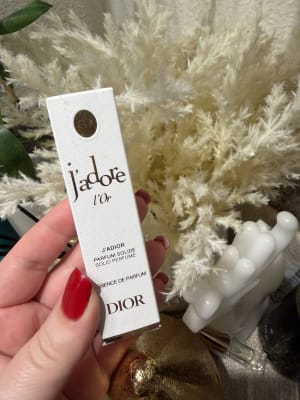 j'adore
l'Or
J'ADIOR
PARFUM SOLIDE
SOLID PERFUME
ESSENCE DE PARFUM
DIOR